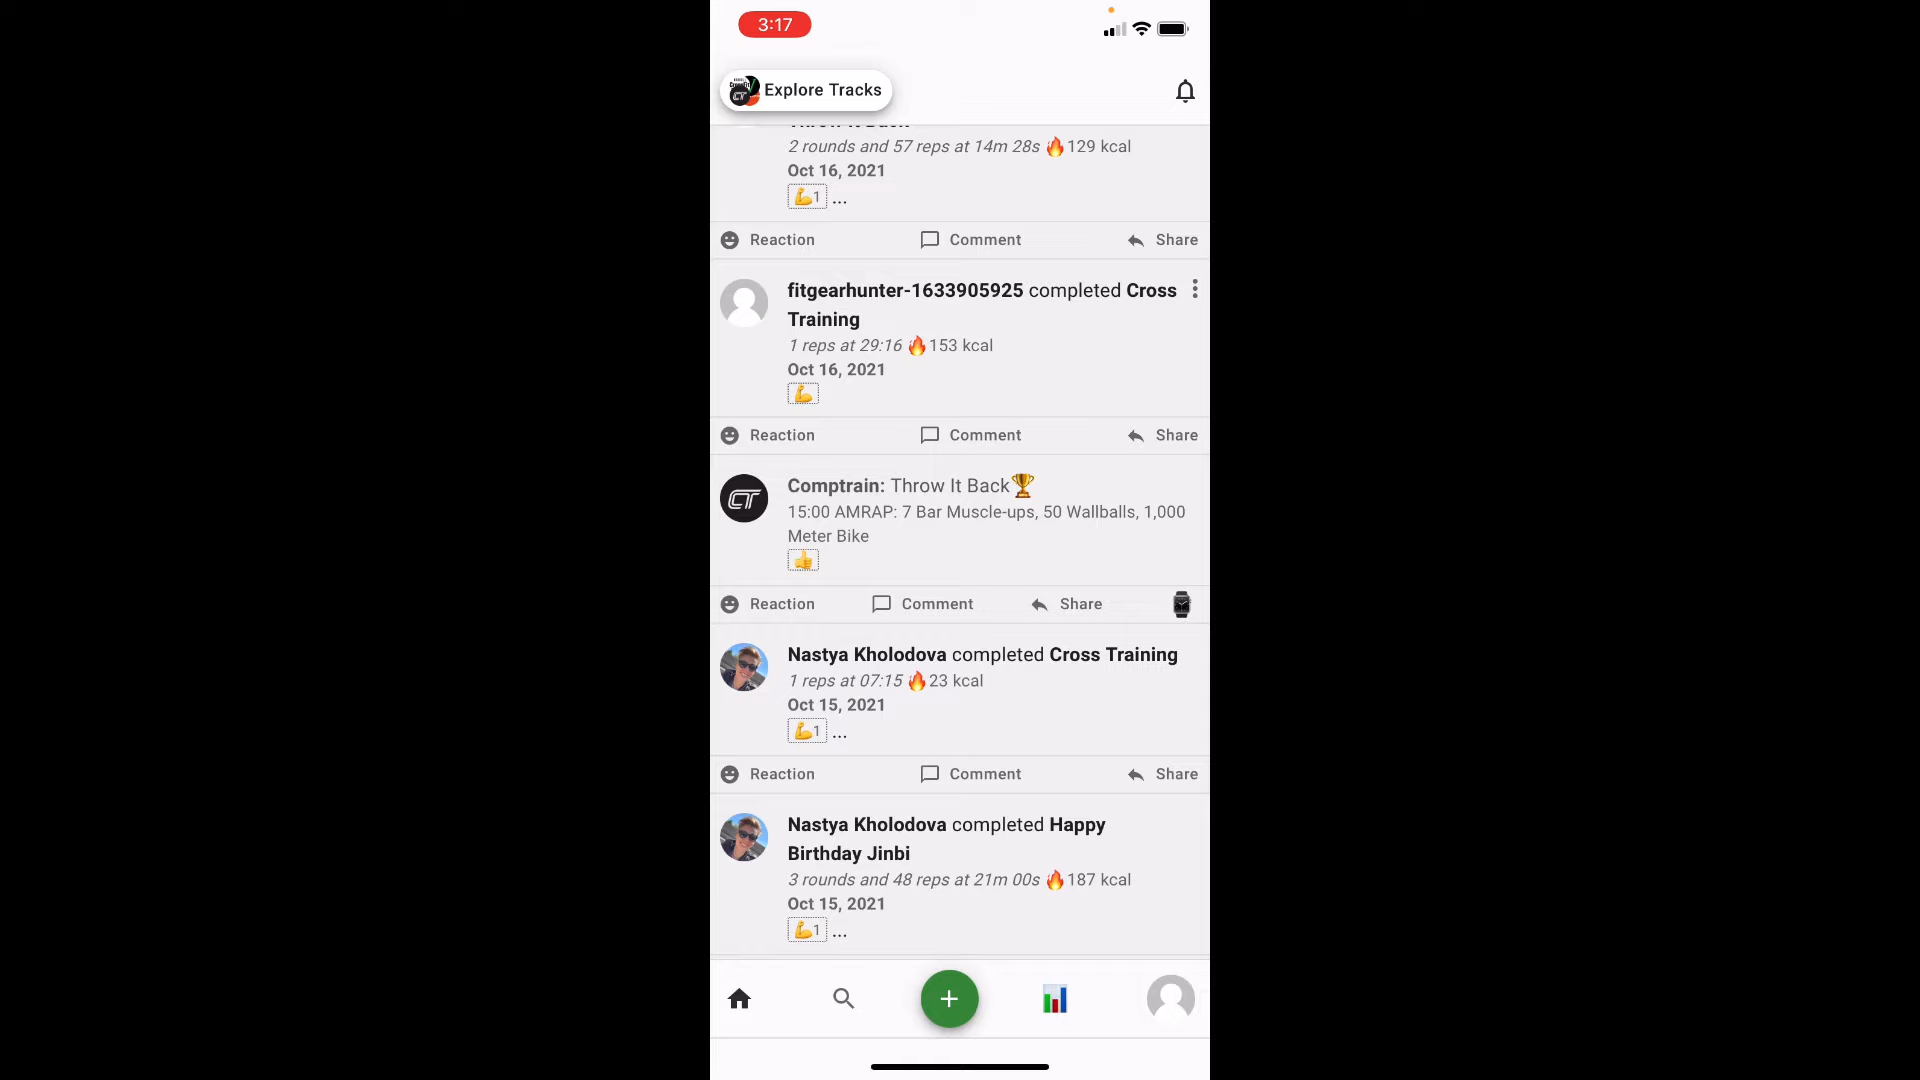 3:17
Explore Tracks
Throw It Back
2 rounds and 57 reps at 14m 28s 🔥129 kcal
Oct 16, 2021
💪1 ...
Reaction Comment Share
fitgearhunter-1633905925 completed Cross
Training
1 reps at 29:16 🔥153 kcal
Oct 16, 2021
Reaction Comment Share
CT
Comptrain: Throw It Back🏆
15:00 AMRAP: 7 Bar Muscle-ups, 50 Wallballs, 1,000
Meter Bike
Reaction Comment Share
Nastya Kholodova completed Cross Training
1 reps at 07:15 🔥23 kcal
Oct 15, 2021
💪1 ...
Reaction Comment Share
Nastya Kholodova completed Happy
Birthday Jinbi
3 rounds and 48 reps at 21m 00s 🔥187 kcal
Oct 15, 2021
💪1 ...